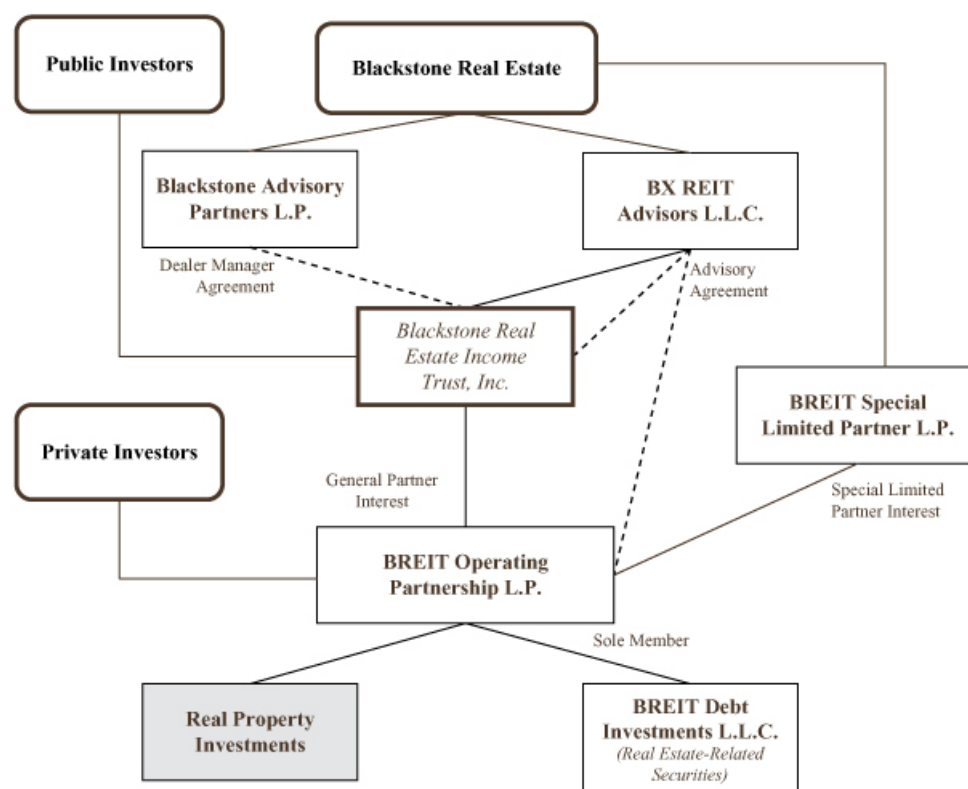 Public Investors
Blackstone Real Estate
Blackstone Advisory
Partners L.P.
BX REIT
Advisors L.L.C.
Dealer Manager
Agreement
Advisory
Agreement
Blackstone Real
Estate Income
Trust, Inc.
BREIT Special
Limited Partner L.P.
Private Investors
General Partner
Interest
Special Limited
Partner Interest
BREIT Operating
Partnership L.P.
Sole Member
Real Property
Investments
BREIT Debt
Investments L.L.C.
(Real Estate-Related
Securities)